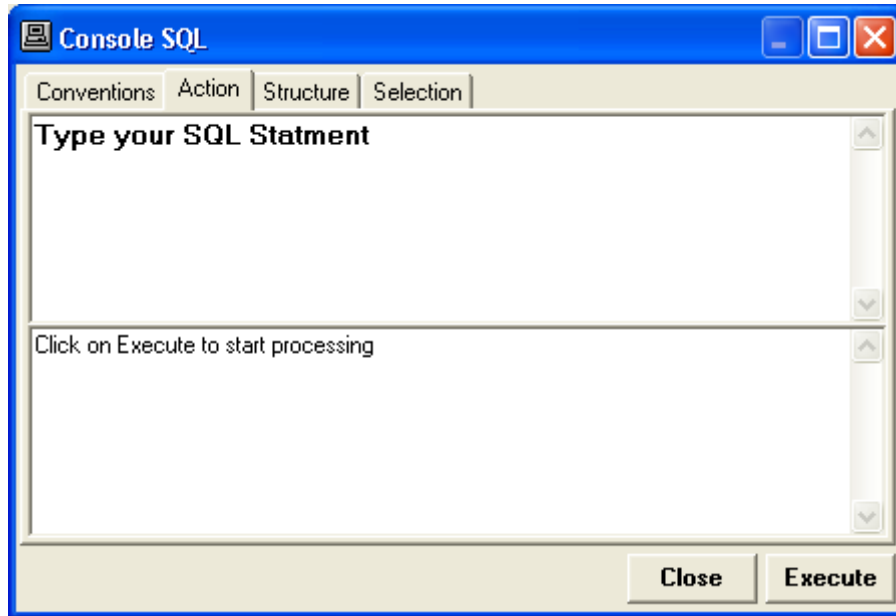 Console SQL
Conventions Action Structure Selection
Type your SQL Statment
Click on Execute to start processing
Close Execute